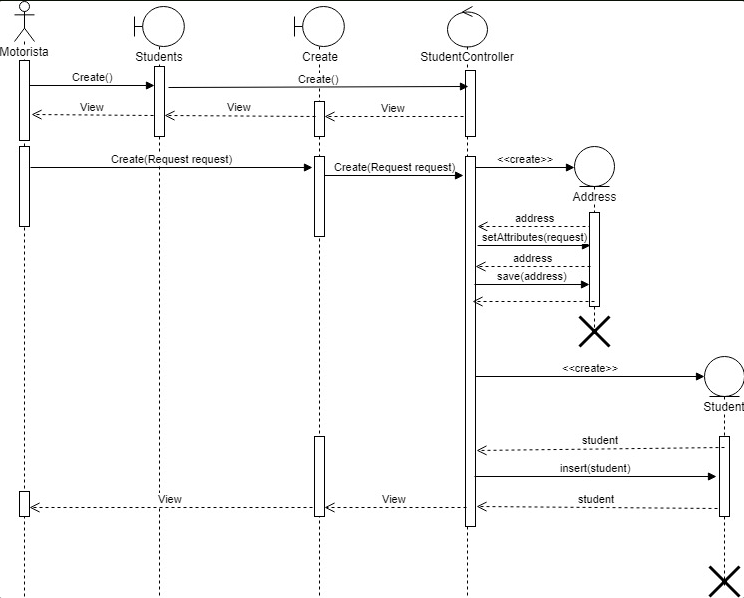 Motorista
Students
Create
StudentController
Create()
Create()
View
View
View
Create(Request request)
Create(Request request)
<<create>>
Address
address
setAttributes(request)
address
save(address)
<<create>>
Student
student
insert(student)
View
View
student